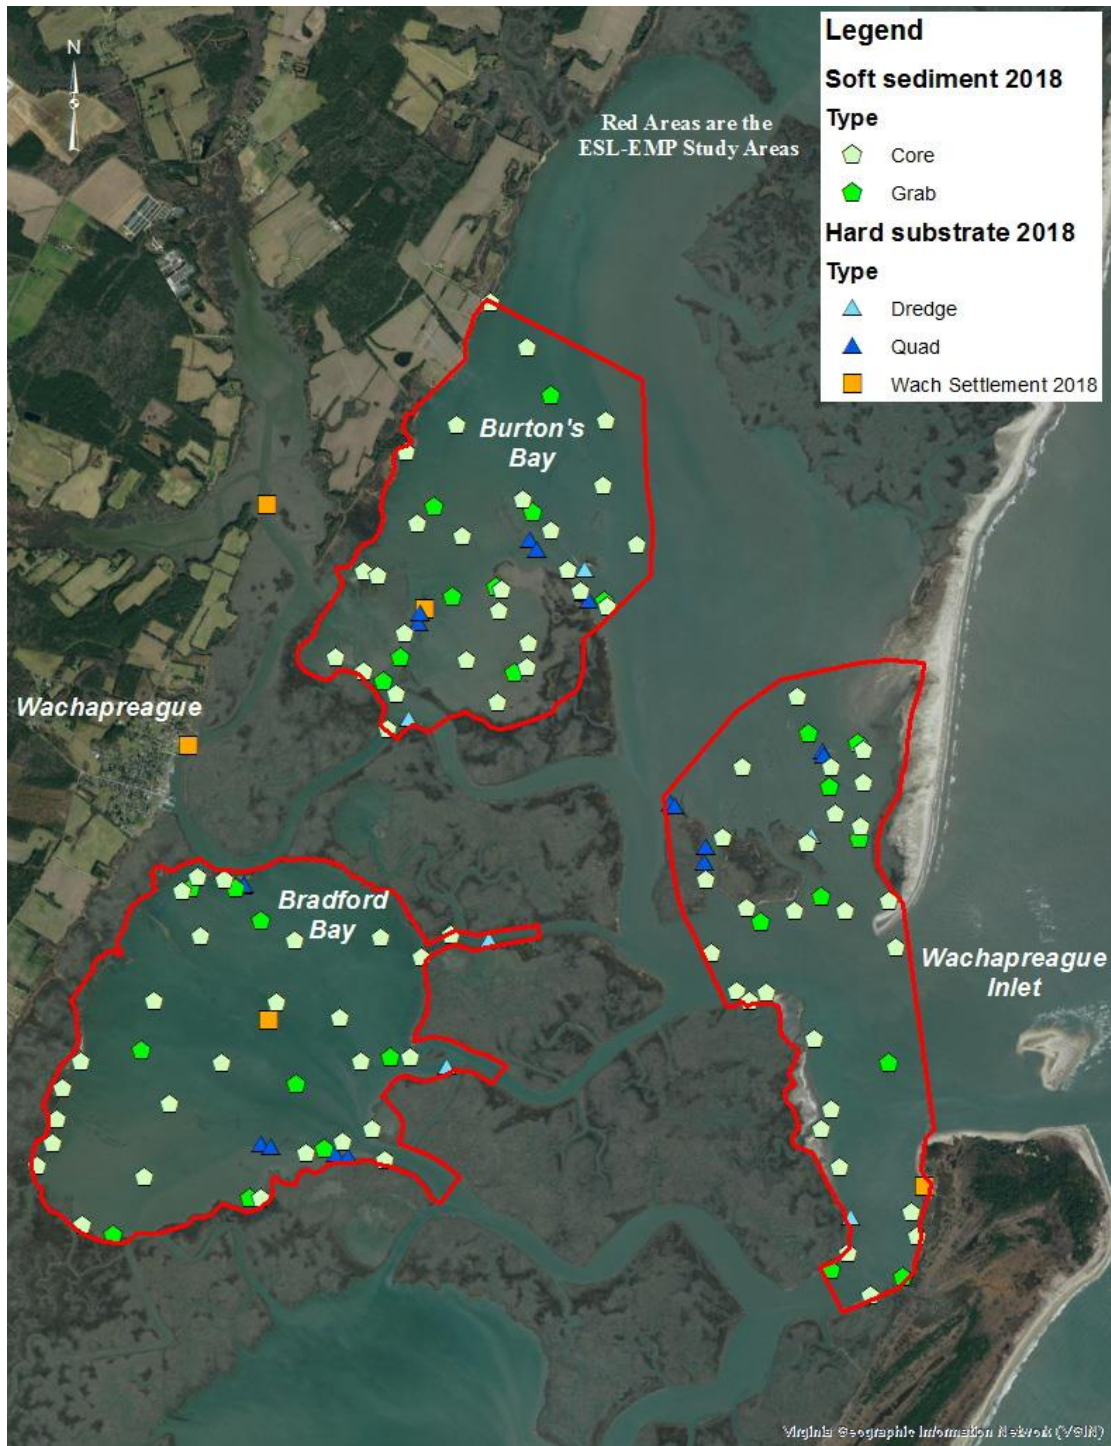 N
Legend
Soft sediment 2018
Type
Core
Grab
Hard substrate 2018
Type
Dredge
Quad
Wach Settlement 2018
Red Areas are the
ESL-EMP Study Areas
Burton's
Bay
Wachapreague
Bradford
Bay
Wachapreague
Inlet
Virginia Geographic Information Network (VGIN)